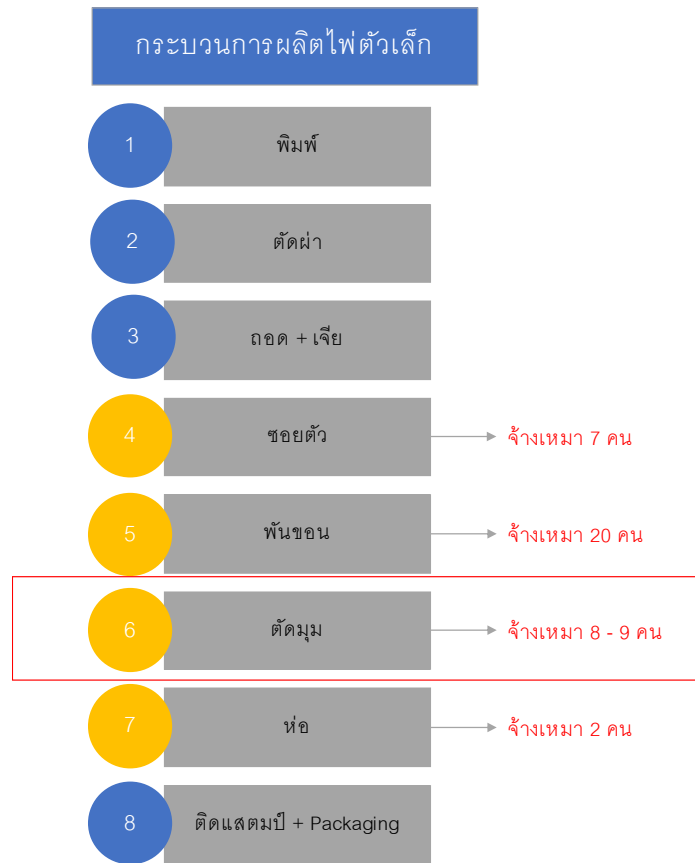 กระบวนการผลิตไพ่ตัวเล็ก
1 พิมพ์
2 ตัดผ่า
3 ถอด + เจีย
4 ซอยตัว จ้างเหมา 7 คน
5 พันขอน จ้างเหมา 20 คน
6 ตัดมุม จ้างเหมา 8 - 9 คน
7 ห่อ จ้างเหมา 2 คน
8 ติดแสตมป์ + Packaging